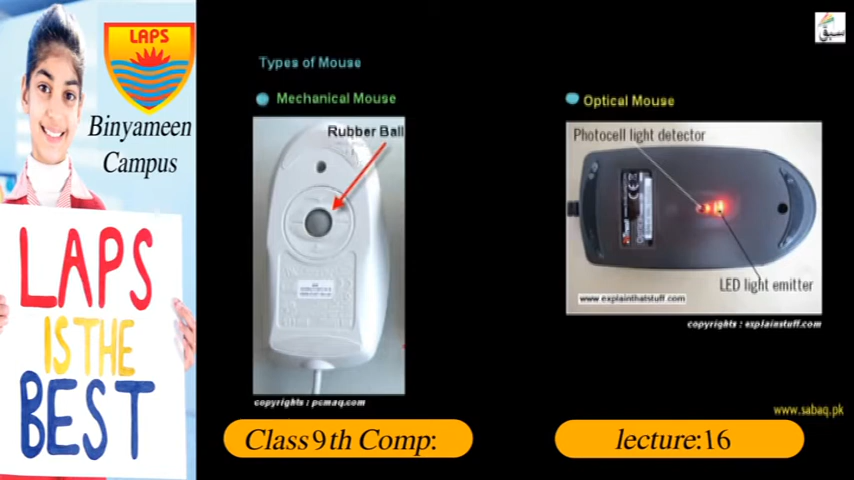 LAPS
Binyameen
Campus
LAPS
IS THE
BEST
سبق
Types of Mouse
Mechanical Mouse
Rubber Ball
copyrights : pcmaq.com
Optical Mouse
Photocell light detector
LED light emitter
www.explainthatstuff.com
copyrights : explainstuff.com
www.sabaq.pk
Class 9th Comp:
lecture:16